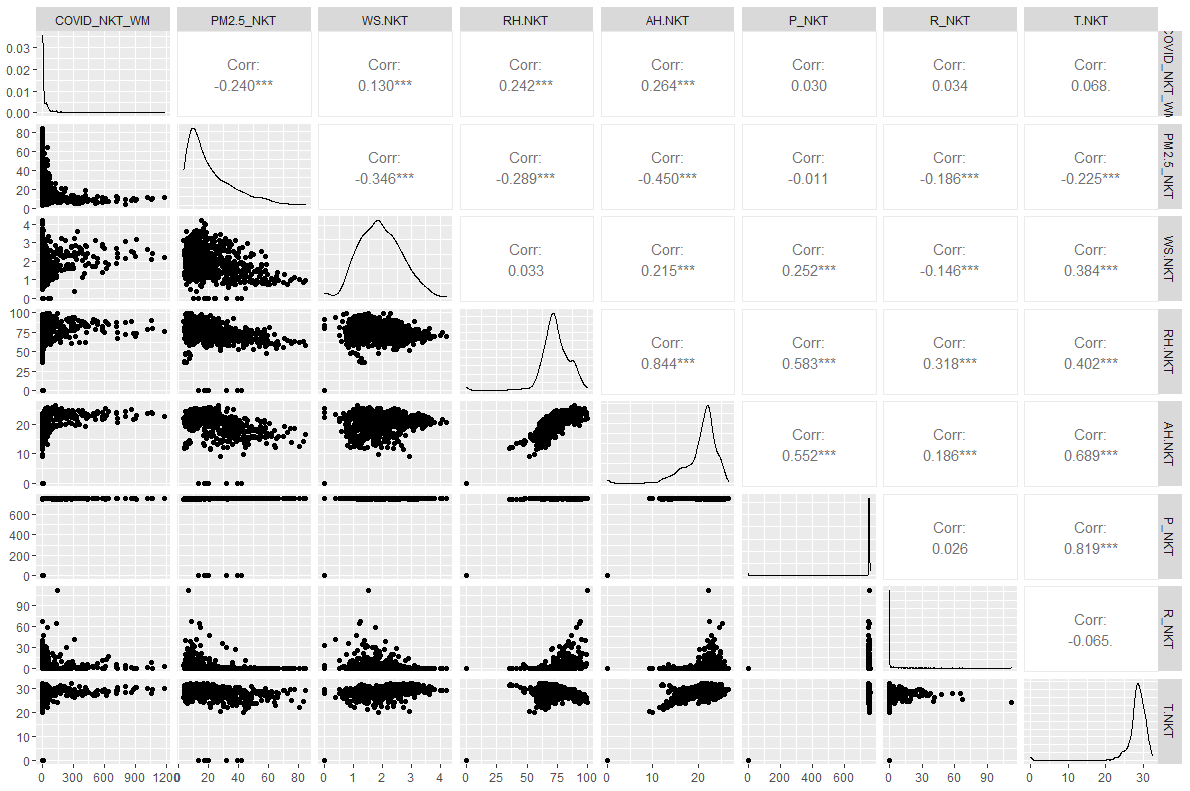 COVID_NKT_WM PM2.5_NKT WS.NKT RH.NKT AH.NKT P_NKT R_NKT T.NKT
0.03
0.02
0.01
0.00
Corr: Corr: Corr: Corr: Corr: Corr: Corr:
-0.240*** 0.130*** 0.242*** 0.264*** 0.030 0.034 0.068.
COVID_NKT_WM
80
60
40
20
0
Corr: Corr: Corr: Corr: Corr: Corr:
-0.346*** -0.289*** -0.450*** -0.011 -0.186*** -0.225***
PM2.5_NKT
4
3
2
1
0
Corr: Corr: Corr: Corr: Corr:
0.033 0.215*** 0.252*** -0.146*** 0.384***
WS.NKT
100
75
50
25
0
Corr: Corr: Corr: Corr:
0.844*** 0.583*** 0.318*** 0.402***
RH.NKT
20
10
0
Corr: Corr: Corr:
0.552*** 0.186*** 0.689***
AH.NKT
600
400
200
0
Corr: Corr:
0.026 0.819***
P_NKT
90
60
30
0
Corr:
-0.065.
R_NKT
30
20
10
0
T.NKT
0 300 600 900 1200 0 20 40 60 80 0 1 2 3 4 0 25 50 75 100 0 10 20 0 200 400 600 0 30 60 90 0 10 20 30